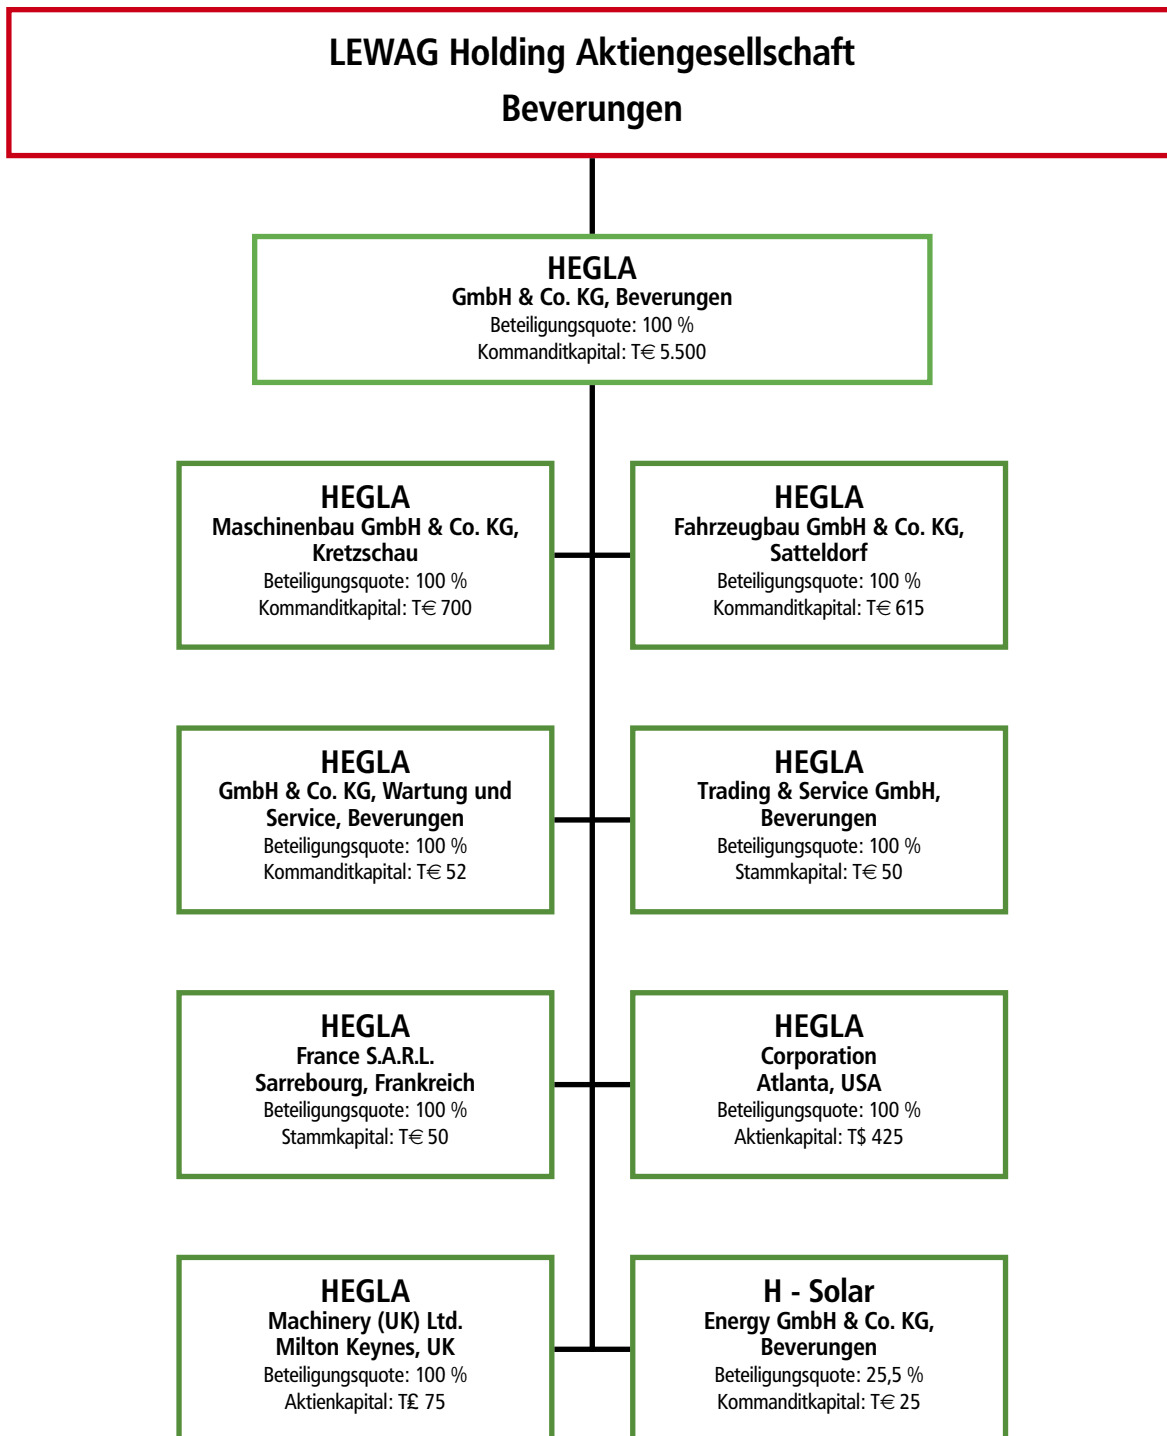 LEWAG Holding Aktiengesellschaft
Beverungen
HEGLA
GmbH & Co. KG, Beverungen
Beteiligungsquote: 100 %
Kommanditkapital: T€ 5.500
HEGLA
Maschinenbau GmbH & Co. KG,
Kretzschau
Beteiligungsquote: 100 %
Kommanditkapital: T€ 700
HEGLA
Fahrzeugbau GmbH & Co. KG,
Satteldorf
Beteiligungsquote: 100 %
Kommanditkapital: T€ 615
HEGLA
GmbH & Co. KG, Wartung und
Service, Beverungen
Beteiligungsquote: 100 %
Kommanditkapital: T€ 52
HEGLA
Trading & Service GmbH,
Beverungen
Beteiligungsquote: 100 %
Stammkapital: T€ 50
HEGLA
France S.A.R.L.
Sarrebourg, Frankreich
Beteiligungsquote: 100 %
Stammkapital: T€ 50
HEGLA
Corporation
Atlanta, USA
Beteiligungsquote: 100 %
Aktienkapital: T$ 425
HEGLA
Machinery (UK) Ltd.
Milton Keynes, UK
Beteiligungsquote: 100 %
Aktienkapital: T₤ 75
H - Solar
Energy GmbH & Co. KG,
Beverungen
Beteiligungsquote: 25,5 %
Kommanditkapital: T€ 25